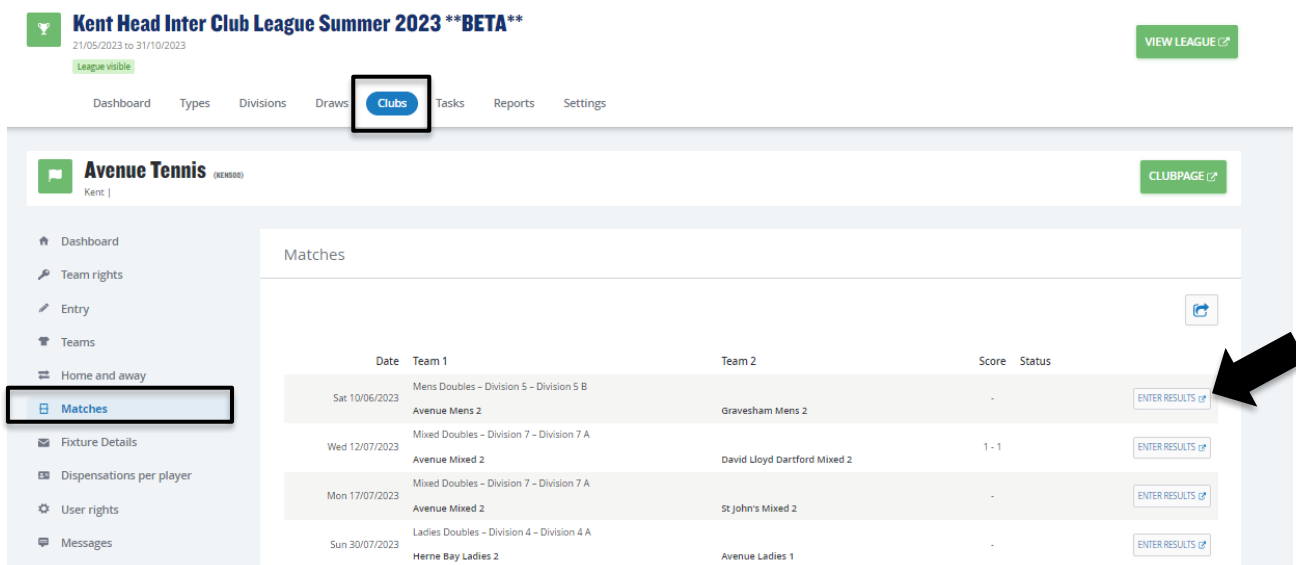 Kent Head Inter Club League Summer 2023 **BETA**
21/05/2023 to 31/10/2023
League visible
VIEW LEAGUE
Dashboard Types Divisions Draws Clubs Tasks Reports Settings
Avenue Tennis (KEN500)
Kent |
CLUBPAGE
Dashboard
Team rights
Entry
Teams
Home and away
Matches
Fixture Details
Dispensations per player
User rights
Messages
Matches
Date Team 1 Team 2 Score Status
Mens Doubles – Division 5 – Division 5 B
Sat 10/06/2023 Avenue Mens 2 Gravesham Mens 2 - ENTER RESULTS
Mixed Doubles – Division 7 – Division 7 A
Wed 12/07/2023 Avenue Mixed 2 David Lloyd Dartford Mixed 2 1 - 1 ENTER RESULTS
Mixed Doubles – Division 7 – Division 7 A
Mon 17/07/2023 Avenue Mixed 2 St John's Mixed 2 - ENTER RESULTS
Ladies Doubles – Division 4 – Division 4 A
Sun 30/07/2023 Herne Bay Ladies 2 Avenue Ladies 1 - ENTER RESULTS